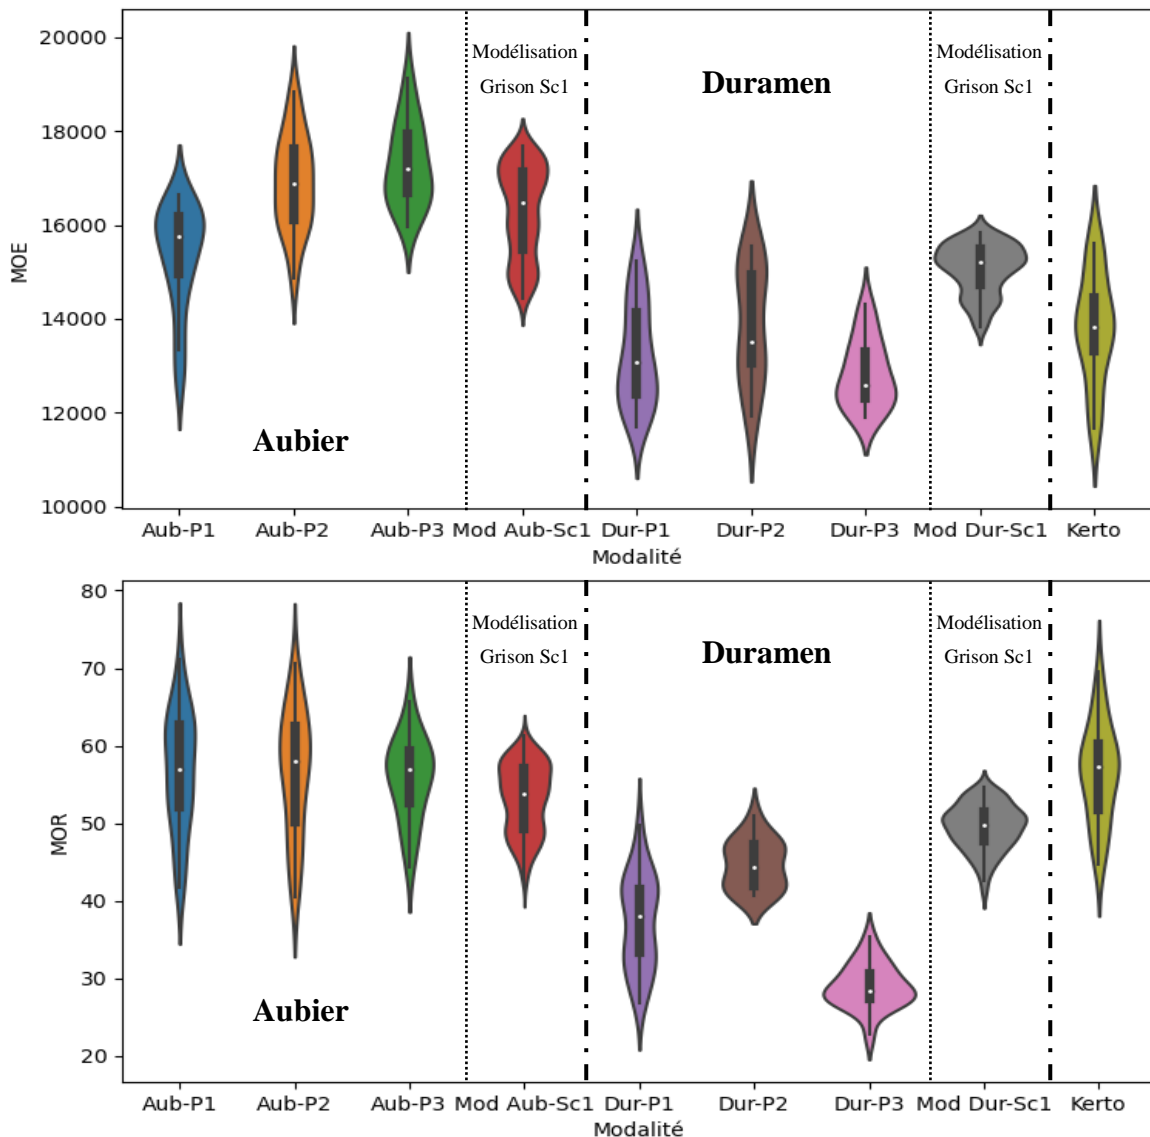 20000
18000
16000
14000
12000
10000
MOE
Modélisation
Grison Sc1
Duramen
Modélisation
Grison Sc1
Aubier
Aub-P1 Aub-P2 Aub-P3 Mod Aub-Sc1 Dur-P1 Dur-P2 Dur-P3 Mod Dur-Sc1 Kerto
Modalité
80
70
60
50
40
30
20
MOR
Modélisation
Grison Sc1
Duramen
Modélisation
Grison Sc1
Aubier
Aub-P1 Aub-P2 Aub-P3 Mod Aub-Sc1 Dur-P1 Dur-P2 Dur-P3 Mod Dur-Sc1 Kerto
Modalité